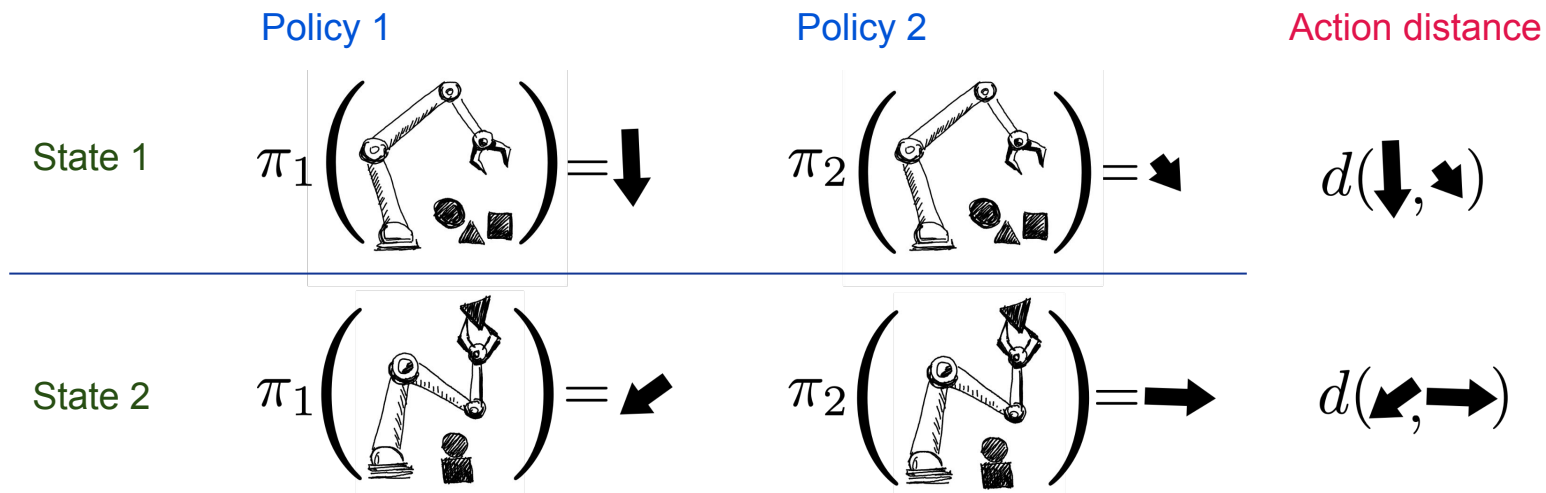 Policy 1 Policy 2 Action distance
State 1 π₁( ) = π₂( ) = d( , )
State 2 π₁( ) = π₂( ) = d( , )